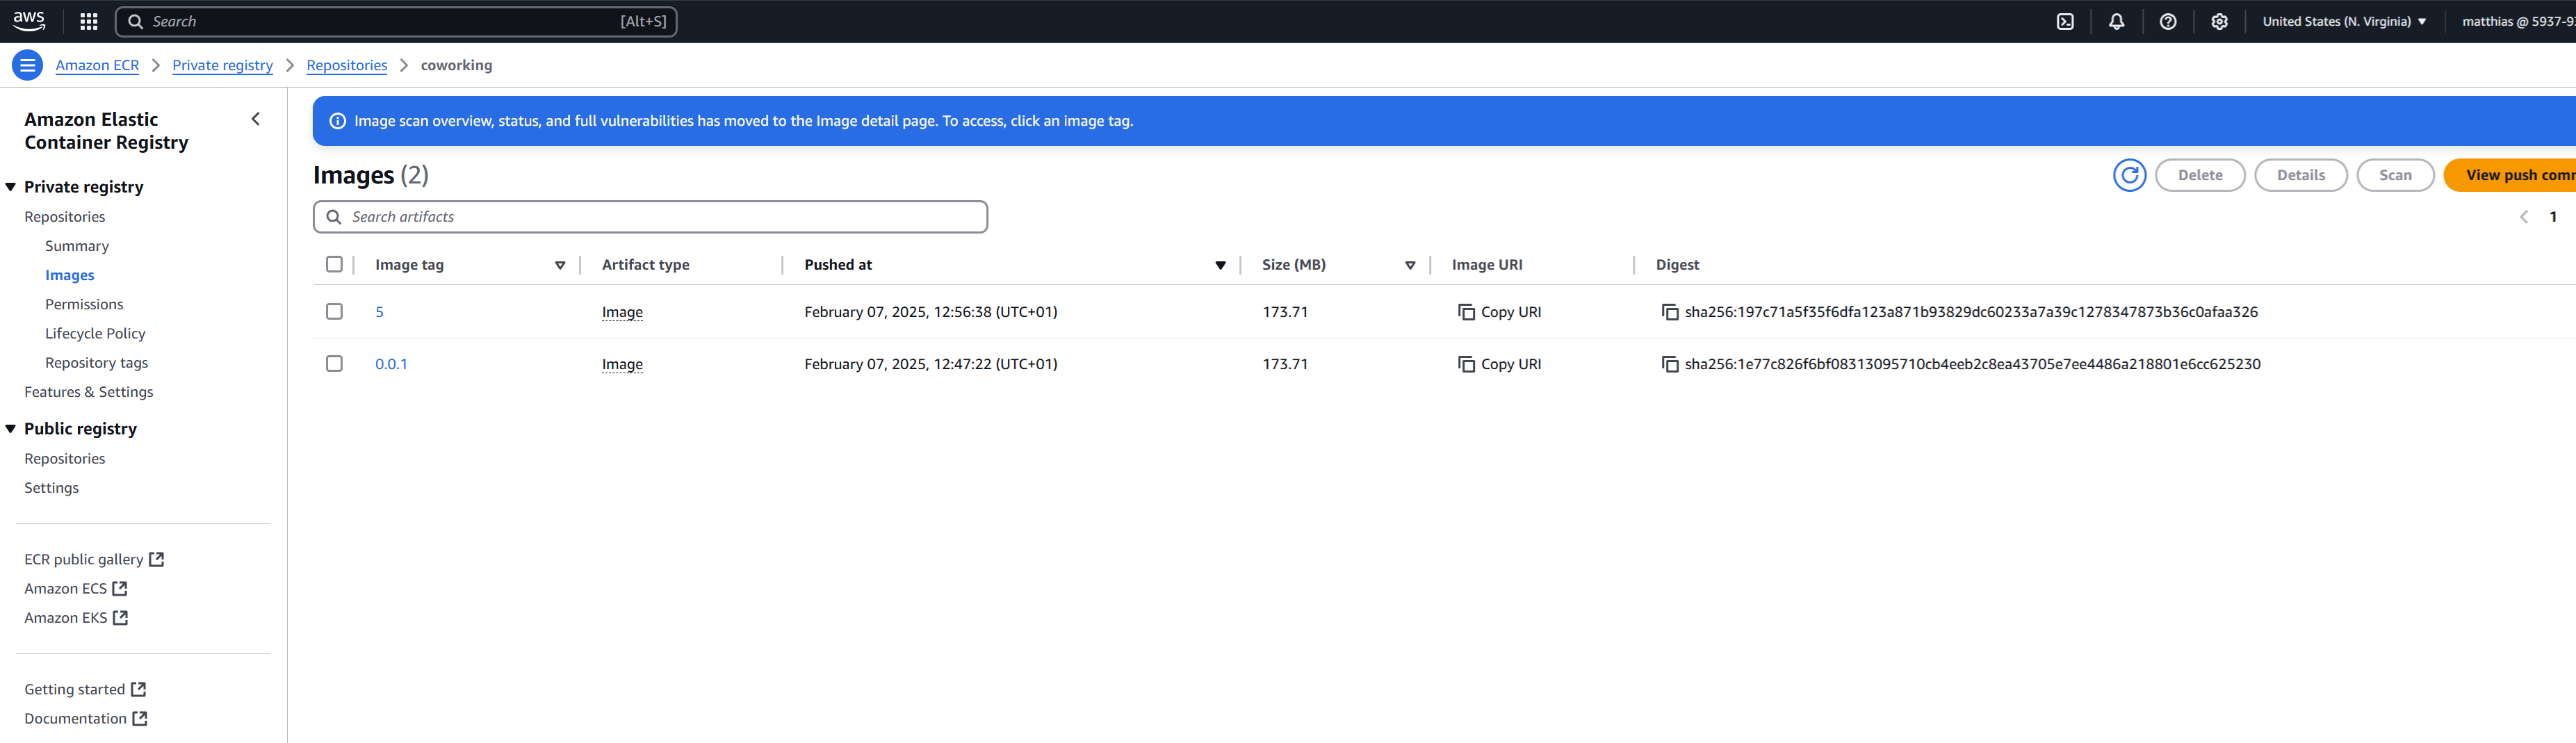 aws
Search [Alt+S]
United States (N. Virginia)
matthias @ 5937-9
Amazon ECR
Private registry
Repositories
coworking
Amazon Elastic
Container Registry
Private registry
Repositories
Summary
Images
Permissions
Lifecycle Policy
Repository tags
Features & Settings
Public registry
Repositories
Settings
ECR public gallery
Amazon ECS
Amazon EKS
Getting started
Documentation
Image scan overview, status, and full vulnerabilities has moved to the Image detail page. To access, click an image tag.
Images (2)
Delete
Details
Scan
View push com
Search artifacts
1
Image tag Artifact type Pushed at Size (MB) Image URI Digest
5 Image February 07, 2025, 12:56:38 (UTC+01) 173.71 Copy URI sha256:197c71a5f35f6dfa123a871b93829dc60233a7a39c1278347873b36c0afaa326
0.0.1 Image February 07, 2025, 12:47:22 (UTC+01) 173.71 Copy URI sha256:1e77c826f6bf08313095710cb4eeb2c8ea43705e7ee4486a218801e6cc625230